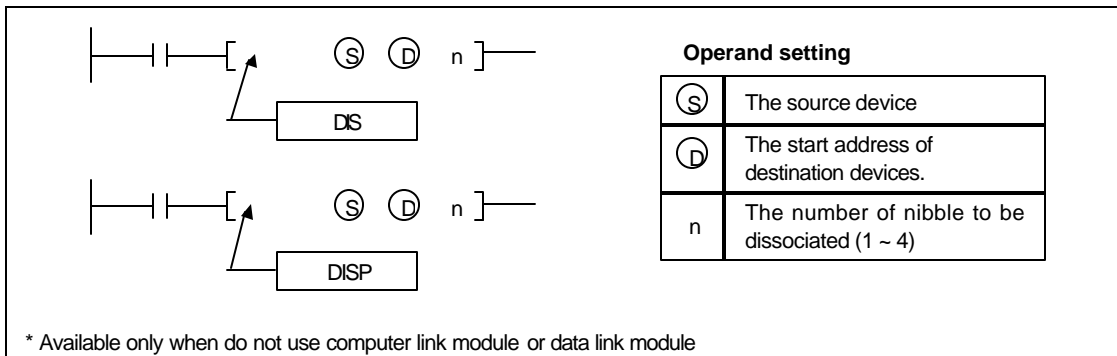 S D n
DIS
S D n
DISP
Operand setting
S The source device
D The start address of
destination devices.
n The number of nibble to be
dissociated (1 ~ 4)
* Available only when do not use computer link module or data link module